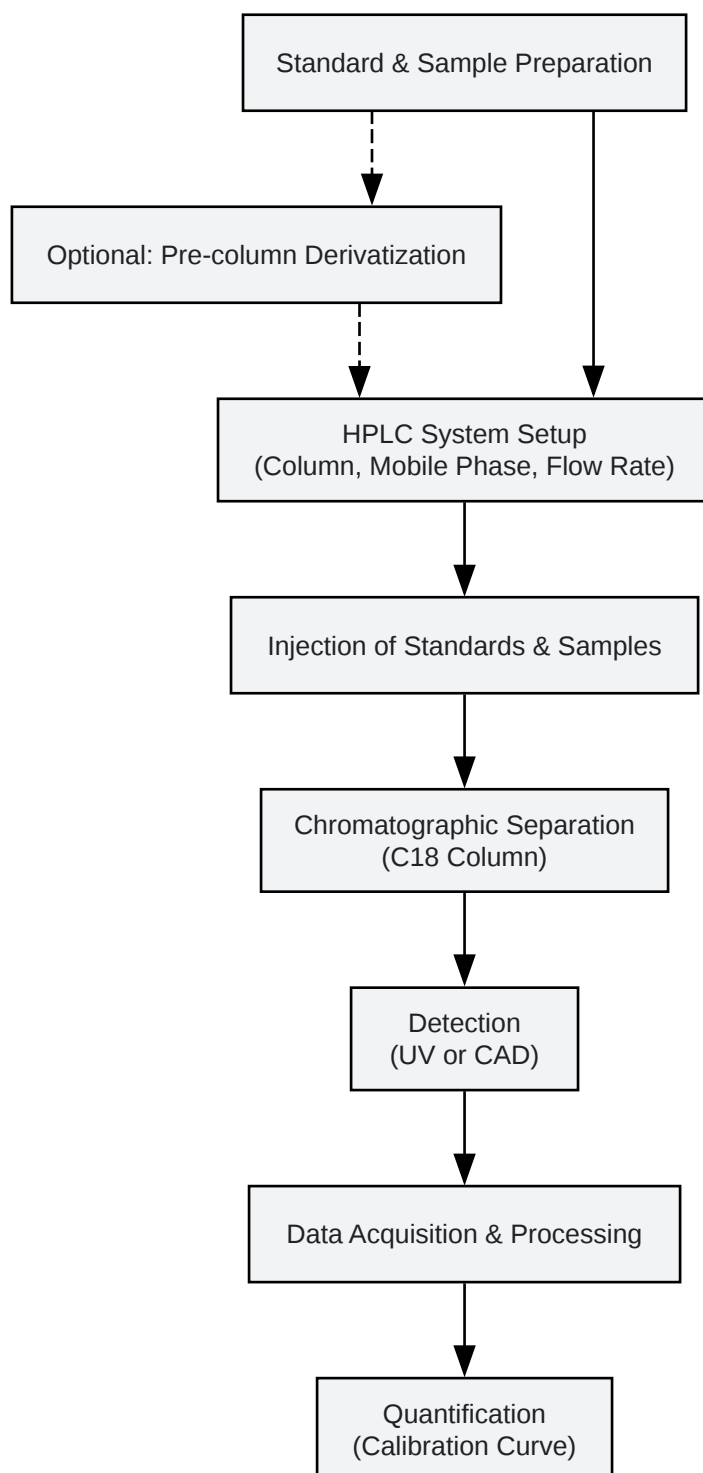 Standard & Sample Preparation
Optional: Pre-column Derivatization
HPLC System Setup
(Column, Mobile Phase, Flow Rate)
Injection of Standards & Samples
Chromatographic Separation
(C18 Column)
Detection
(UV or CAD)
Data Acquisition & Processing
Quantification
(Calibration Curve)